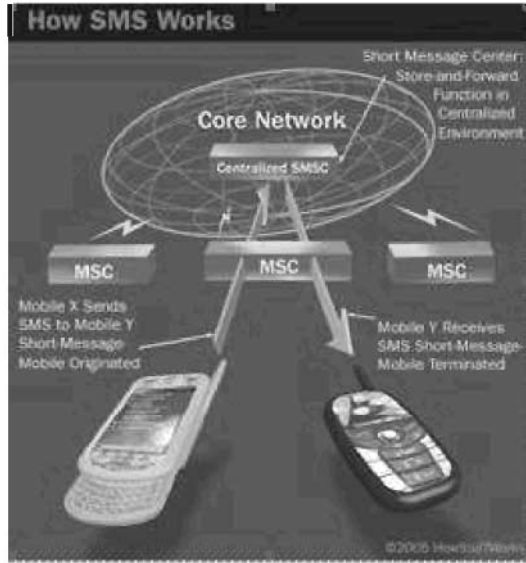 How SMS Works
Short Message Center:
Store-and-Forward
Function in
Centralized
Environment
Core Network
Centralized SMSC
MSC
MSC
MSC
Mobile X Sends
SMS to Mobile Y
Short-Message-
Mobile Originated
Mobile Y Receives
SMS Short-Message-
Mobile Terminated
©2005 HowStuffWorks